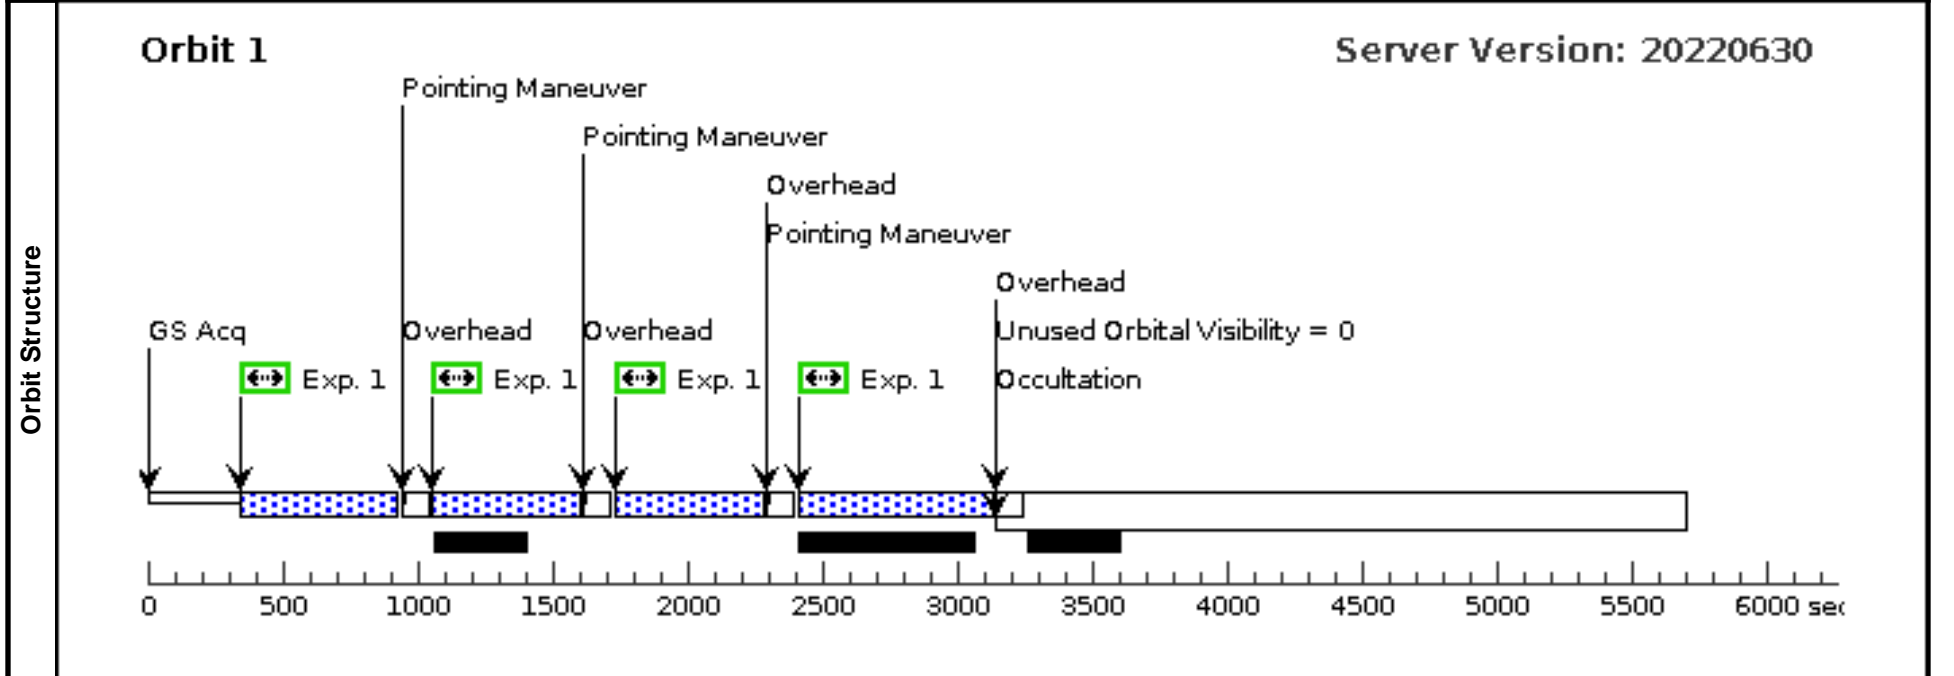 Orbit Structure
Orbit 1
Server Version: 20220630
Pointing Maneuver
Pointing Maneuver
Overhead
Pointing Maneuver
Overhead
GS Acq
Overhead
Overhead
Unused Orbital Visibility = 0
Exp. 1
Exp. 1
Exp. 1
Exp. 1
Occultation
0 500 1000 1500 2000 2500 3000 3500 4000 4500 5000 5500 6000 sec